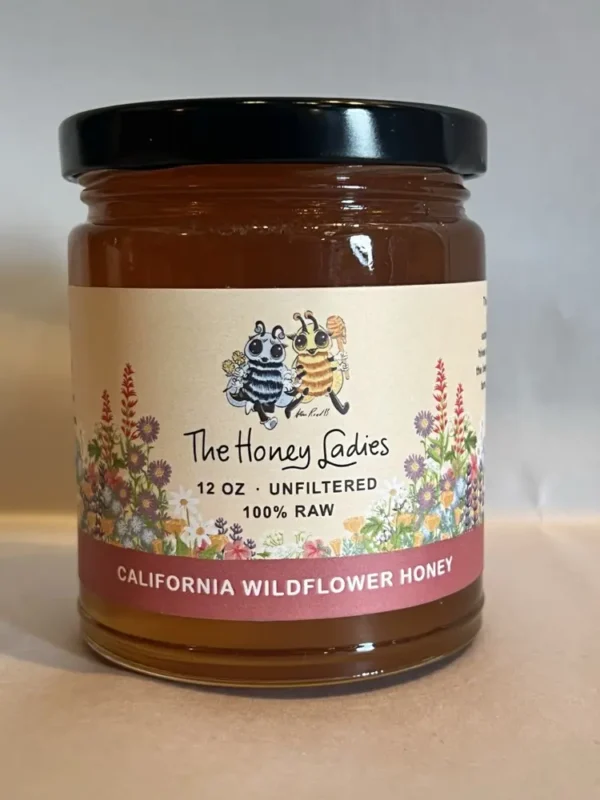 The Honey Ladies
12 OZ · UNFILTERED
100% RAW
CALIFORNIA WILDFLOWER HONEY